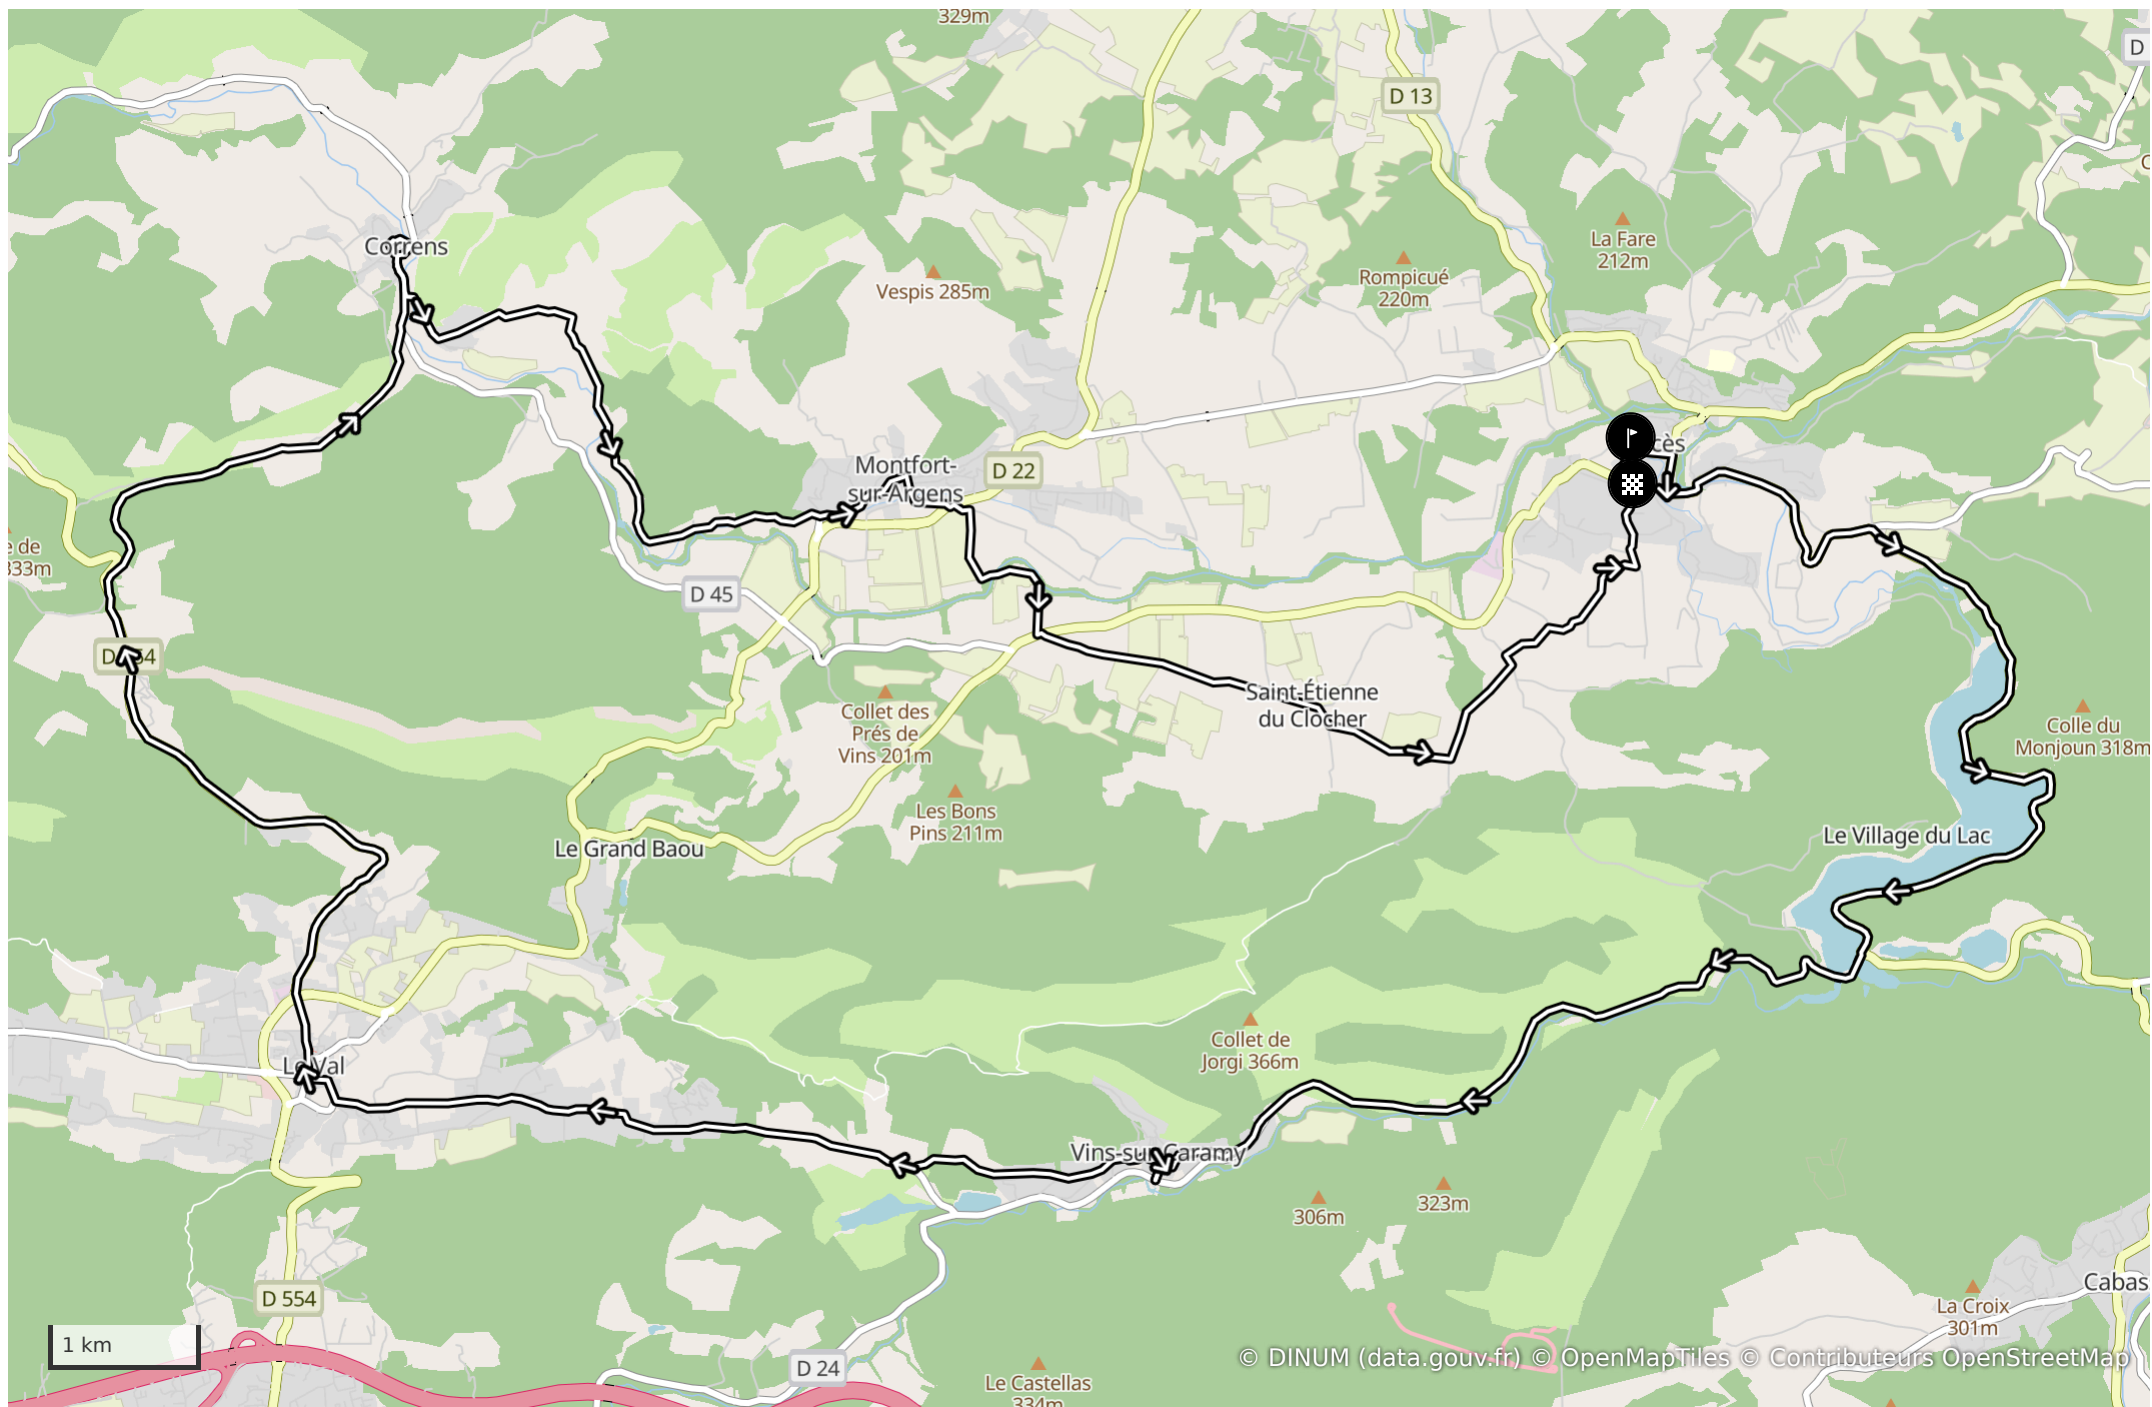 329m
D
D 13
La Fare
212m
Correns
Rompicué
220m
Vespis 285m
cès
Montfort-
sur-Argens
D 22
e de
333m
D 45
Saint-Étienne
du Clocher
Collet des
Prés de
Vins 201m
Colle du
Monjoun 318m
Les Bons
Pins 211m
Le Village du Lac
Le Grand Baou
Collet de
Jorgi 366m
Le Val
Vins-sur-Caramy
306m
323m
Cabas
D 554
La Croix
301m
1 km
D 24
© DINUM (data.gouv.fr) © OpenMapTiles © Contributeurs OpenStreetMap
Le Castellas
334m